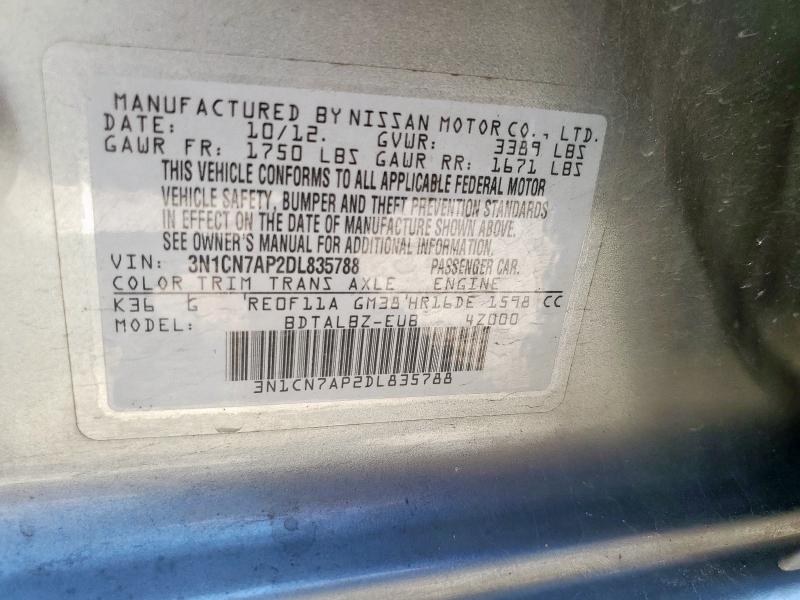 MANUFACTURED BY NISSAN MOTOR CO., LTD.
DATE: 10/12. GVWR: 3389 LBS
GAWR FR: 1750 LBS GAWR RR: 1671 LBS
THIS VEHICLE CONFORMS TO ALL APPLICABLE FEDERAL MOTOR
VEHICLE SAFETY, BUMPER AND THEFT PREVENTION STANDARDS
IN EFFECT ON THE DATE OF MANUFACTURE SHOWN ABOVE.
SEE OWNER'S MANUAL FOR ADDITIONAL INFORMATION.
VIN: 3N1CN7AP2DL835788 PASSENGER CAR.
COLOR TRIM TRANS AXLE ENGINE
K36 G RE0F11A GM38 HR16DE 1598 CC
MODEL: BDTALBZ-EUB 4Z000
3N1CN7AP2DL835788